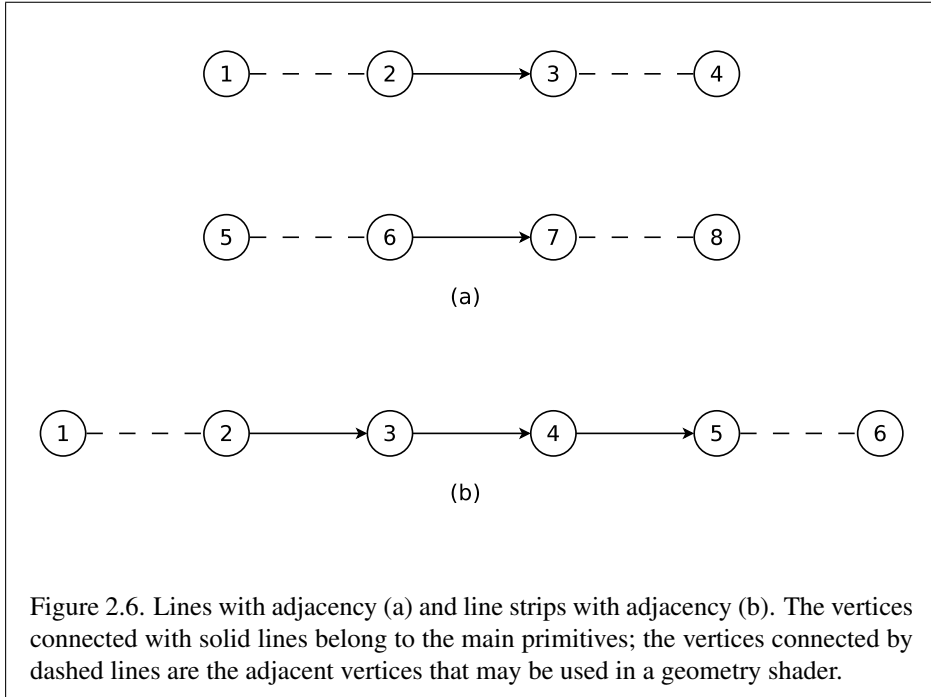 1 2 3 4
5 6 7 8
(a)
1 2 3 4 5 6
(b)
Figure 2.6. Lines with adjacency (a) and line strips with adjacency (b). The vertices
connected with solid lines belong to the main primitives; the vertices connected by
dashed lines are the adjacent vertices that may be used in a geometry shader.